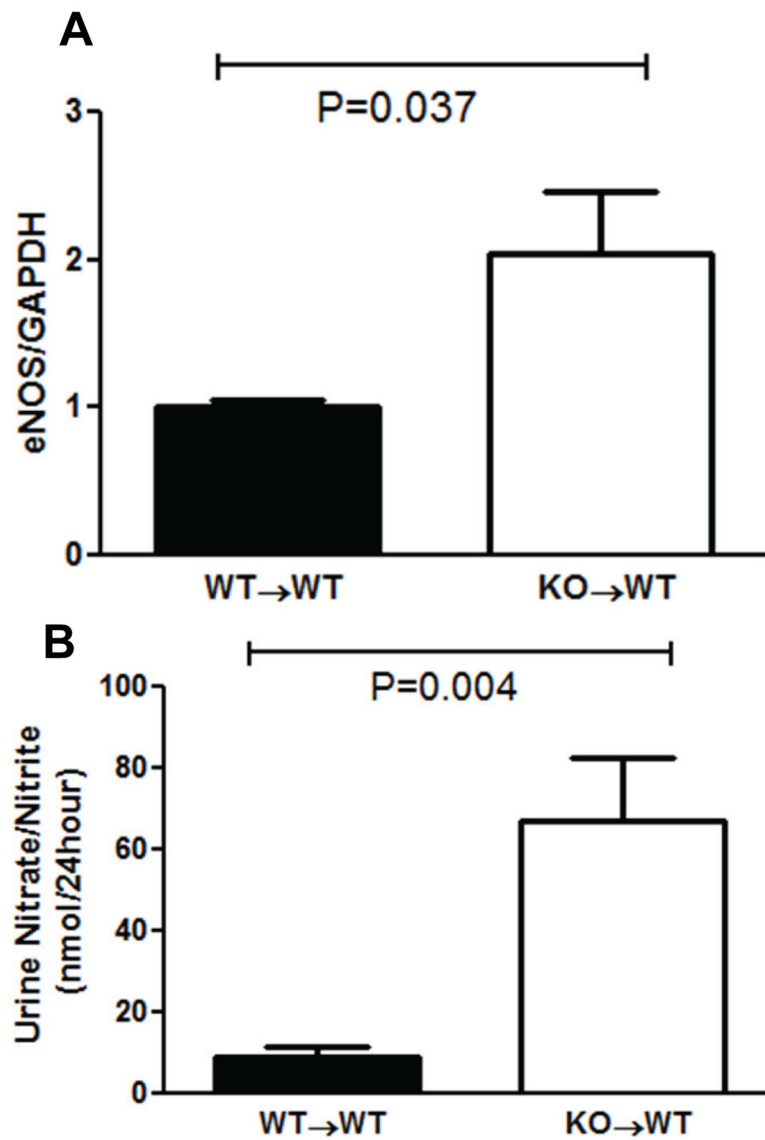 A
P=0.037
3
2
1
0
eNOS/GAPDH
WT→WT KO→WT
B
P=0.004
100
80
60
40
20
0
Urine Nitrate/Nitrite
(nmol/24hour)
WT→WT KO→WT